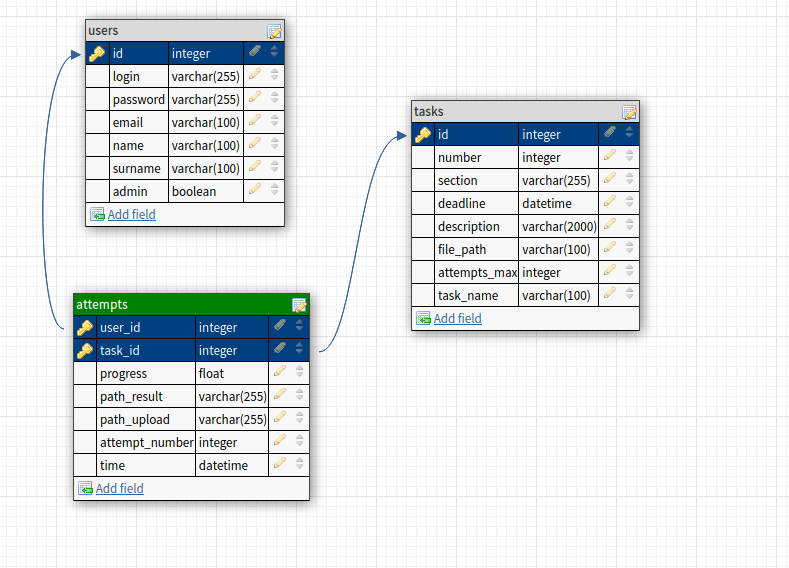 users
id integer
login varchar(255)
password varchar(255)
email varchar(100)
name varchar(100)
surname varchar(100)
admin boolean
Add field
tasks
id integer
number integer
section varchar(255)
deadline datetime
description varchar(2000)
file_path varchar(100)
attempts_max integer
task_name varchar(100)
Add field
attempts
user_id integer
task_id integer
progress float
path_result varchar(255)
path_upload varchar(255)
attempt_number integer
time datetime
Add field